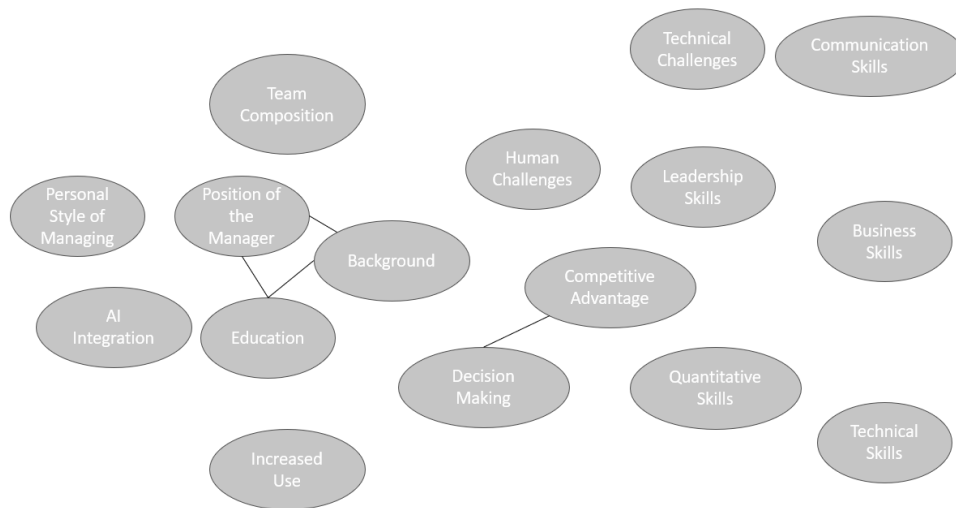 Technical
Challenges
Communication
Skills
Team
Composition
Human
Challenges
Leadership
Skills
Personal
Style of
Managing
Position of
the
Manager
Business
Skills
Background
Competitive
Advantage
AI
Integration
Education
Decision
Making
Quantitative
Skills
Technical
Skills
Increased
Use